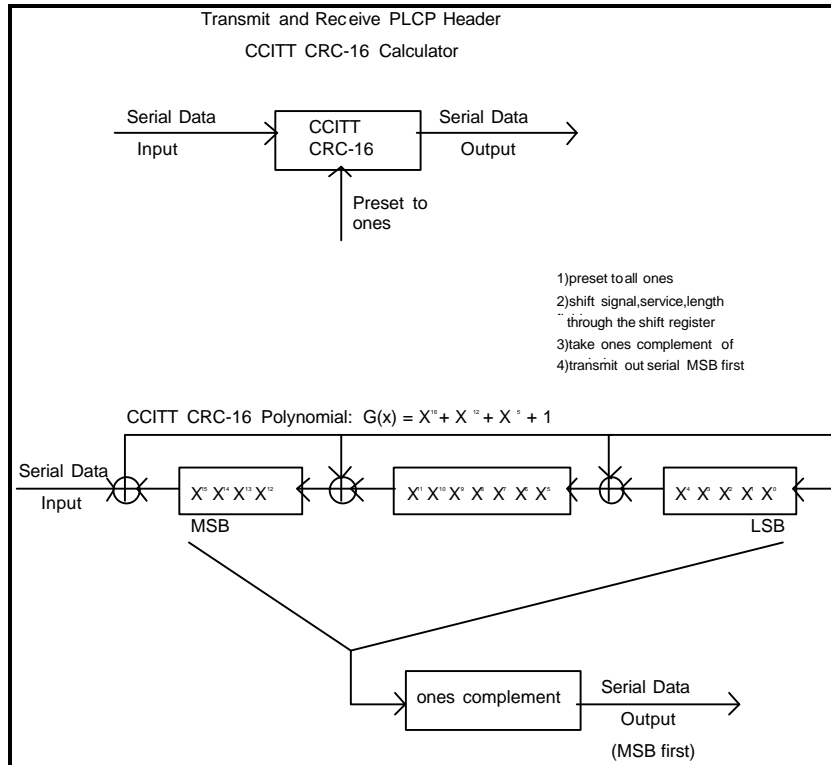 Transmit and Receive PLCP Header
CCITT CRC-16 Calculator
Serial Data
Input
CCITT
CRC-16
Serial Data
Output
Preset to
ones
1)preset to all ones
2)shift signal,service,length
through the shift register
3)take ones complement of
4)transmit out serial MSB first
CCITT CRC-16 Polynomial: G(x) = X¹⁶ + X ¹² + X ⁵ + 1
Serial Data
Input
X¹⁵ X¹⁴ X¹³ X¹²
X¹¹ X¹⁰ X⁹ X⁸ X⁷ X⁶ X⁵
X⁴ X³ X² X¹ X⁰
MSB
LSB
ones complement
Serial Data
Output
(MSB first)